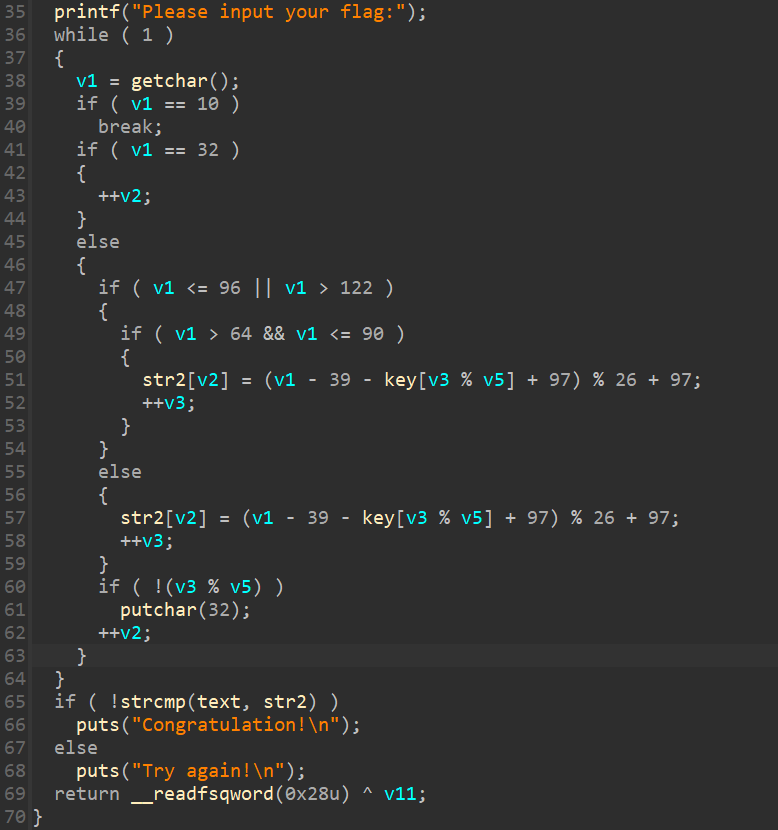 35 printf("Please input your flag:");
36 while ( 1 )
37 {
38 v1 = getchar();
39 if ( v1 == 10 )
40 break;
41 if ( v1 == 32 )
42 {
43 ++v2;
44 }
45 else
46 {
47 if ( v1 <= 96 || v1 > 122 )
48 {
49 if ( v1 > 64 && v1 <= 90 )
50 {
51 str2[v2] = (v1 - 39 - key[v3 % v5] + 97) % 26 + 97;
52 ++v3;
53 }
54 }
55 else
56 {
57 str2[v2] = (v1 - 39 - key[v3 % v5] + 97) % 26 + 97;
58 ++v3;
59 }
60 if ( !(v3 % v5) )
61 putchar(32);
62 ++v2;
63 }
64 }
65 if ( !strcmp(text, str2) )
66 puts("Congratulation!\n");
67 else
68 puts("Try again!\n");
69 return __readfsqword(0x28u) ^ v11;
70 }